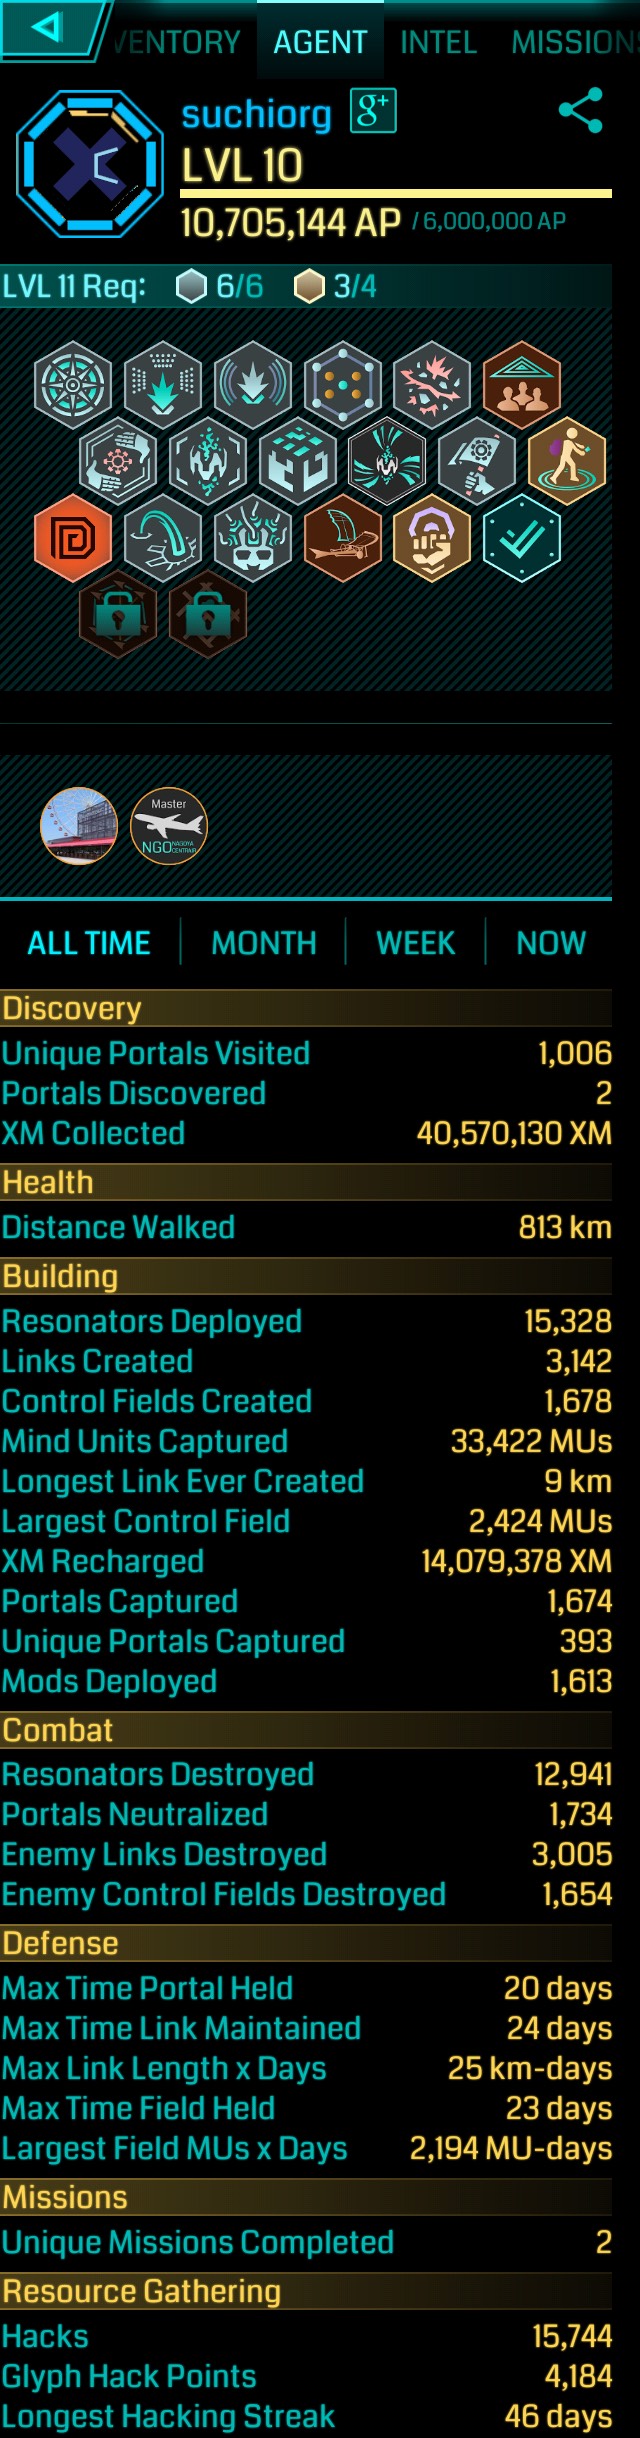 VENTORY AGENT INTEL MISSIONS
suchiorg g+
LVL 10
10,705,144 AP / 6,000,000 AP
LVL 11 Req: 6/6 3/4
Master
NGO NAGOYA CENTRAIR
ALL TIME MONTH WEEK NOW
Discovery
Unique Portals Visited 1,006
Portals Discovered 2
XM Collected 40,570,130 XM
Health
Distance Walked 813 km
Building
Resonators Deployed 15,328
Links Created 3,142
Control Fields Created 1,678
Mind Units Captured 33,422 MUs
Longest Link Ever Created 9 km
Largest Control Field 2,424 MUs
XM Recharged 14,079,378 XM
Portals Captured 1,674
Unique Portals Captured 393
Mods Deployed 1,613
Combat
Resonators Destroyed 12,941
Portals Neutralized 1,734
Enemy Links Destroyed 3,005
Enemy Control Fields Destroyed 1,654
Defense
Max Time Portal Held 20 days
Max Time Link Maintained 24 days
Max Link Length x Days 25 km-days
Max Time Field Held 23 days
Largest Field MUs x Days 2,194 MU-days
Missions
Unique Missions Completed 2
Resource Gathering
Hacks 15,744
Glyph Hack Points 4,184
Longest Hacking Streak 46 days